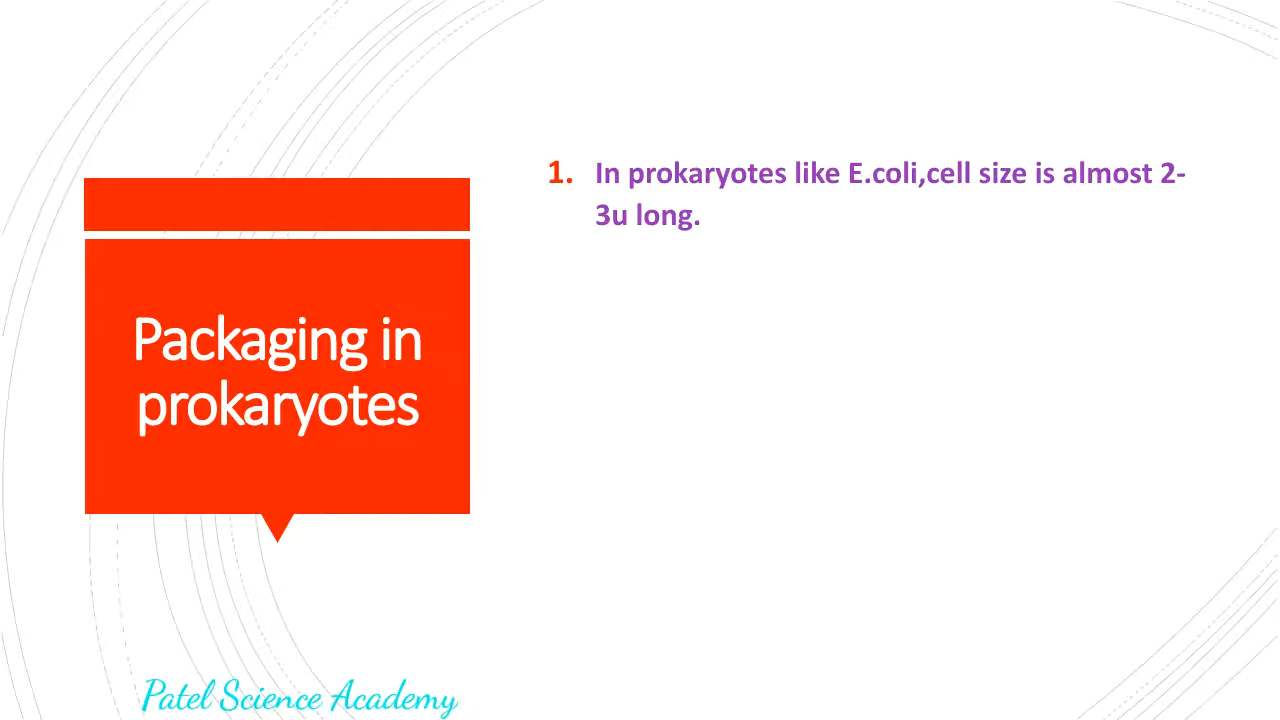 Packaging in
prokaryotes
1. In prokaryotes like E.coli,cell size is almost 2-
3u long.
Patel Science Academy